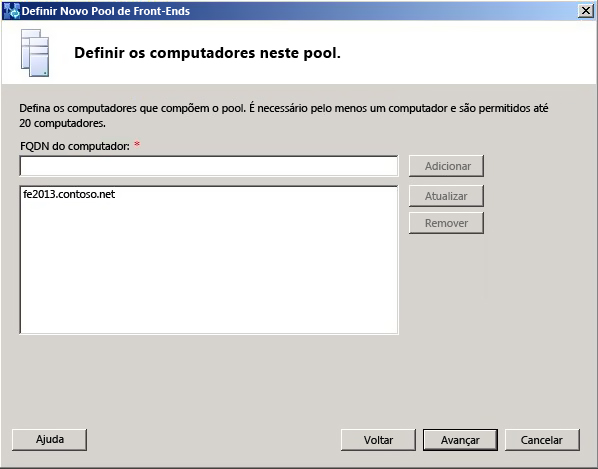 Definir Novo Pool de Front-Ends
Definir os computadores neste pool.
Defina os computadores que compõem o pool. É necessário pelo menos um computador e são permitidos até
20 computadores.
FQDN do computador: *
Adicionar
fe2013.contoso.net
Atualizar
Remover
Ajuda
Voltar
Avançar
Cancelar